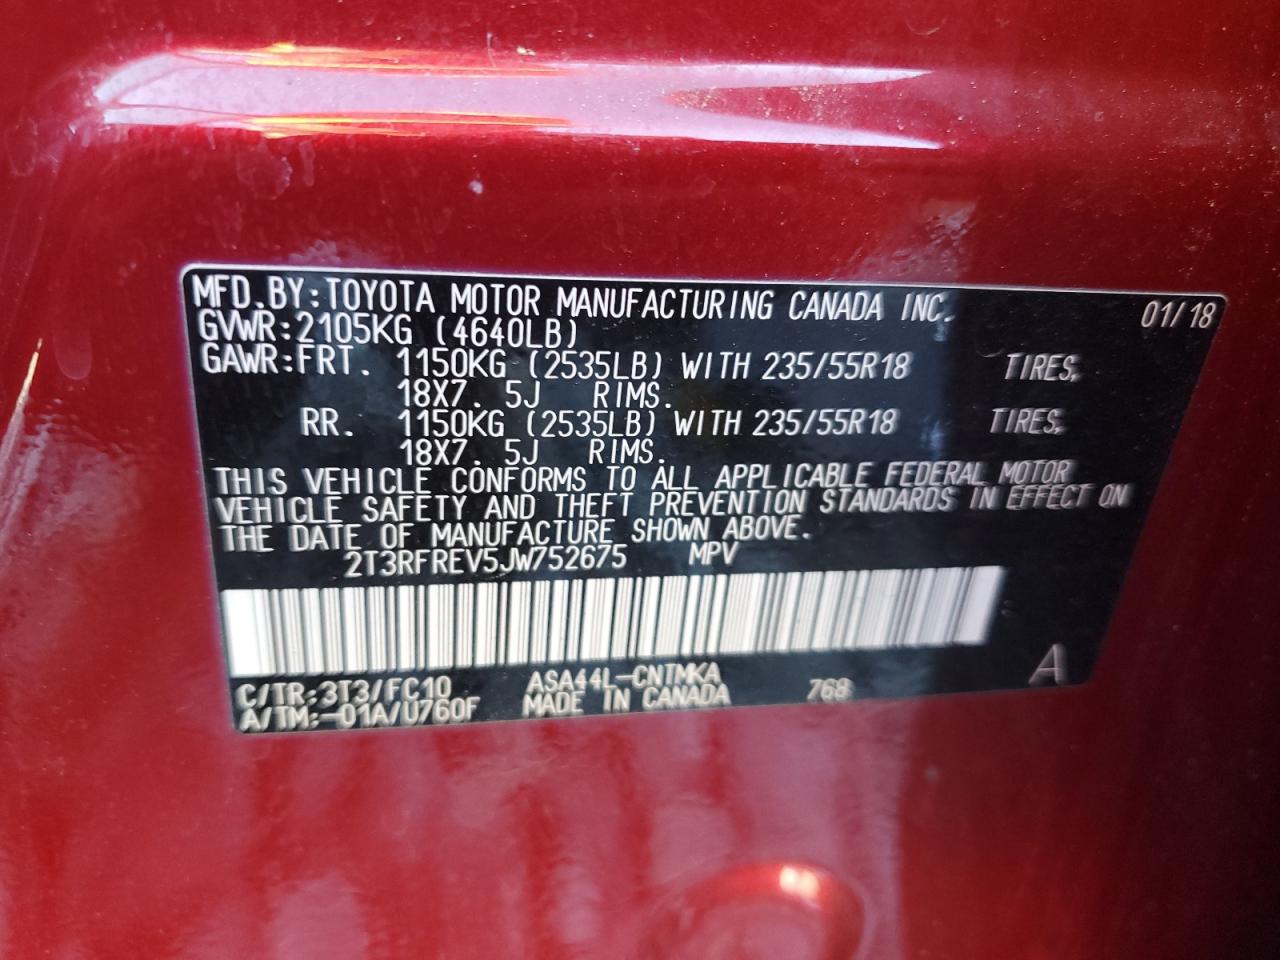 MFD.BY:TOYOTA MOTOR MANUFACTURING CANADA INC. 01/18
GVWR:2105KG (4640LB)
GAWR:FRT. 1150KG (2535LB) WITH 235/55R18 TIRES,
18X7.5J RIMS.
RR. 1150KG (2535LB) WITH 235/55R18 TIRES,
18X7.5J RIMS.
THIS VEHICLE CONFORMS TO ALL APPLICABLE FEDERAL MOTOR
VEHICLE SAFETY AND THEFT PREVENTION STANDARDS IN EFFECT ON
THE DATE OF MANUFACTURE SHOWN ABOVE.
2T3RFREV5JW752675 MPV
C/TR:3T3/FC10 ASA44L-CNTMKA 768 A
A/TM:-01A/U760F MADE IN CANADA